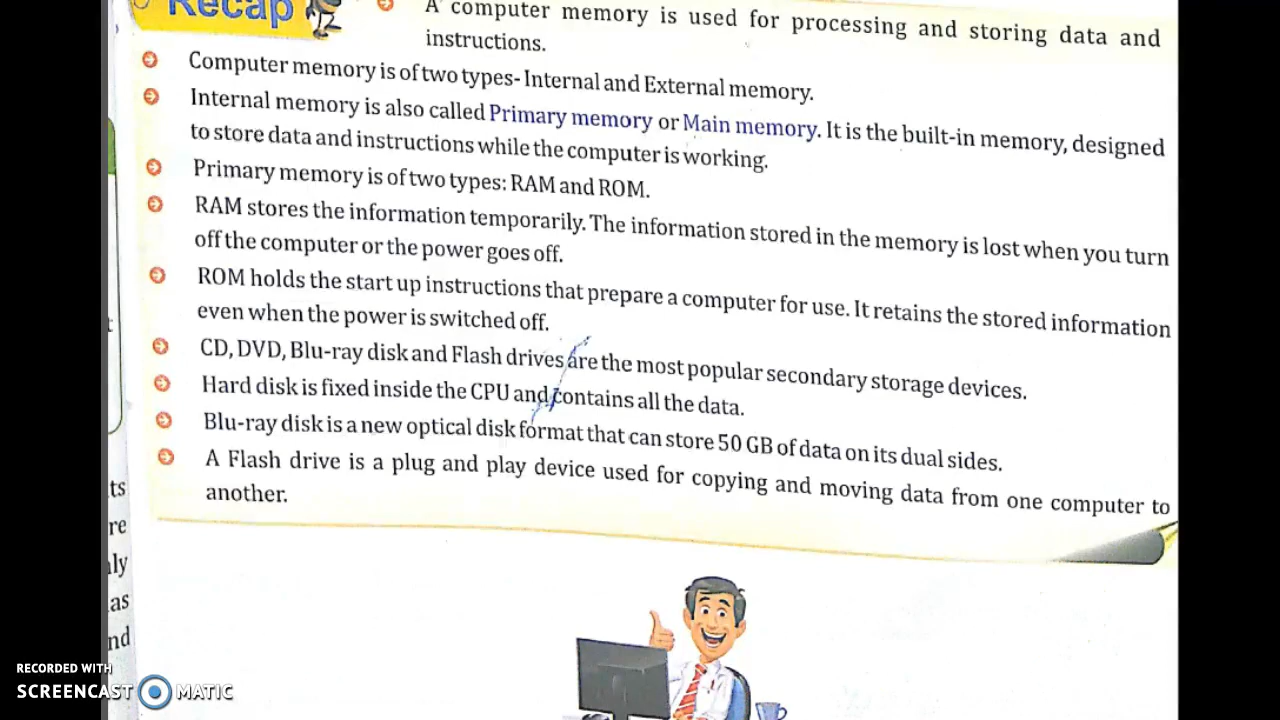 Recap
A computer memory is used for processing and storing data and
instructions.
Computer memory is of two types- Internal and External memory.
Internal memory is also called Primary memory or Main memory. It is the built-in memory, designed
to store data and instructions while the computer is working.
Primary memory is of two types: RAM and ROM.
RAM stores the information temporarily. The information stored in the memory is lost when you turn
off the computer or the power goes off.
ROM holds the start up instructions that prepare a computer for use. It retains the stored information
even when the power is switched off.
CD, DVD, Blu-ray disk and Flash drives are the most popular secondary storage devices.
Hard disk is fixed inside the CPU and contains all the data.
Blu-ray disk is a new optical disk format that can store 50 GB of data on its dual sides.
A Flash drive is a plug and play device used for copying and moving data from one computer to
another.
RECORDED WITH
SCREENCAST MATIC